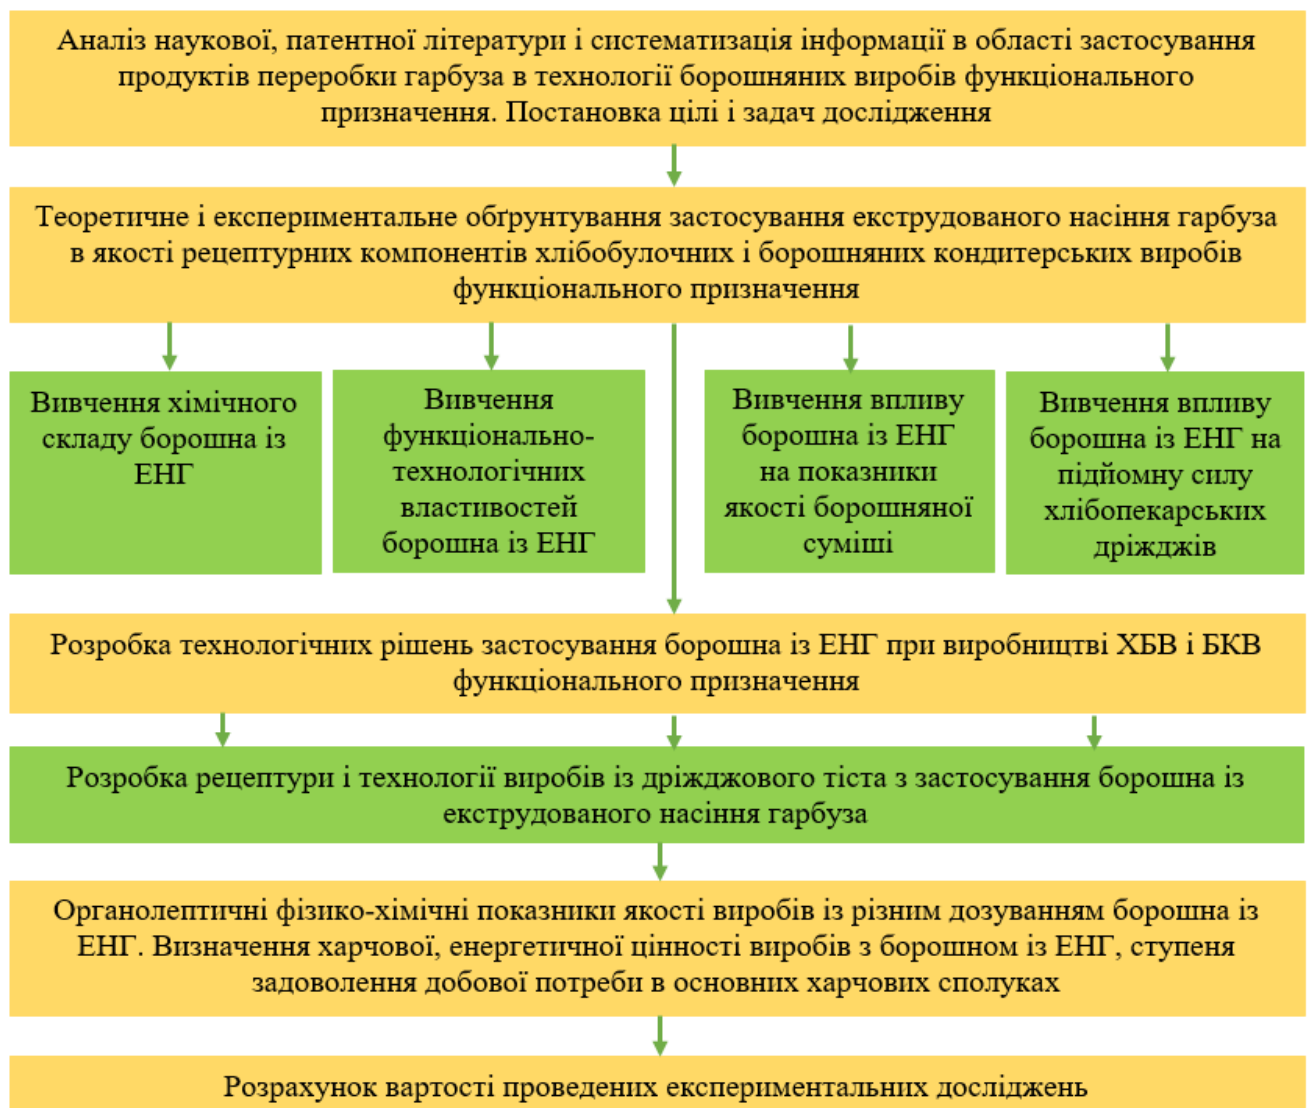 Аналіз наукової, патентної літератури і систематизація інформації в області застосування
продуктів переробки гарбуза в технології борошняних виробів функціонального
призначення. Постановка цілі і задач дослідження
Теоретичне і експериментальне обґрунтування застосування екструдованого насіння гарбуза
в якості рецептурних компонентів хлібобулочних і борошняних кондитерських виробів
функціонального призначення
Вивчення хімічного
складу борошна із
ЕНГ
Вивчення
функціонально-
технологічних
властивостей
борошна із ЕНГ
Вивчення впливу
борошна із ЕНГ
на показники
якості борошняної
суміші
Вивчення впливу
борошна із ЕНГ на
підйомну силу
хлібопекарських
дріжджів
Розробка технологічних рішень застосування борошна із ЕНГ при виробництві ХБВ і БКВ
функціонального призначення
Розробка рецептури і технології виробів із дріжджового тіста з застосування борошна із
екструдованого насіння гарбуза
Органолептичні фізико-хімічні показники якості виробів із різним дозуванням борошна із
ЕНГ. Визначення харчової, енергетичної цінності виробів з борошном із ЕНГ, ступеня
задоволення добової потреби в основних харчових сполуках
Розрахунок вартості проведених експериментальних досліджень